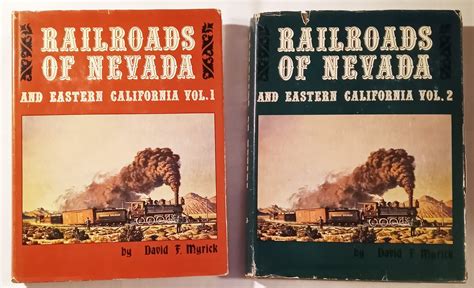 RAILROADS
OF NEVADA
AND EASTERN CALIFORNIA VOL.1
by David F. Myrick
RAILROADS
OF NEVADA
AND EASTERN CALIFORNIA VOL.2
by David F. Myrick